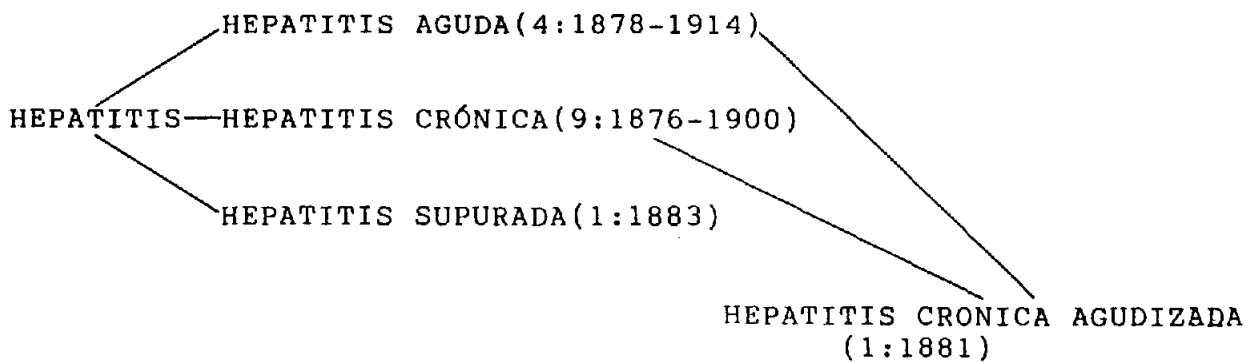 HEPATITIS AGUDA(4:1878-1914)
HEPATITIS—HEPATITIS CRÓNICA(9:1876-1900)
HEPATITIS SUPURADA(1:1883)
HEPATITIS CRONICA AGUDIZADA
(1:1881)